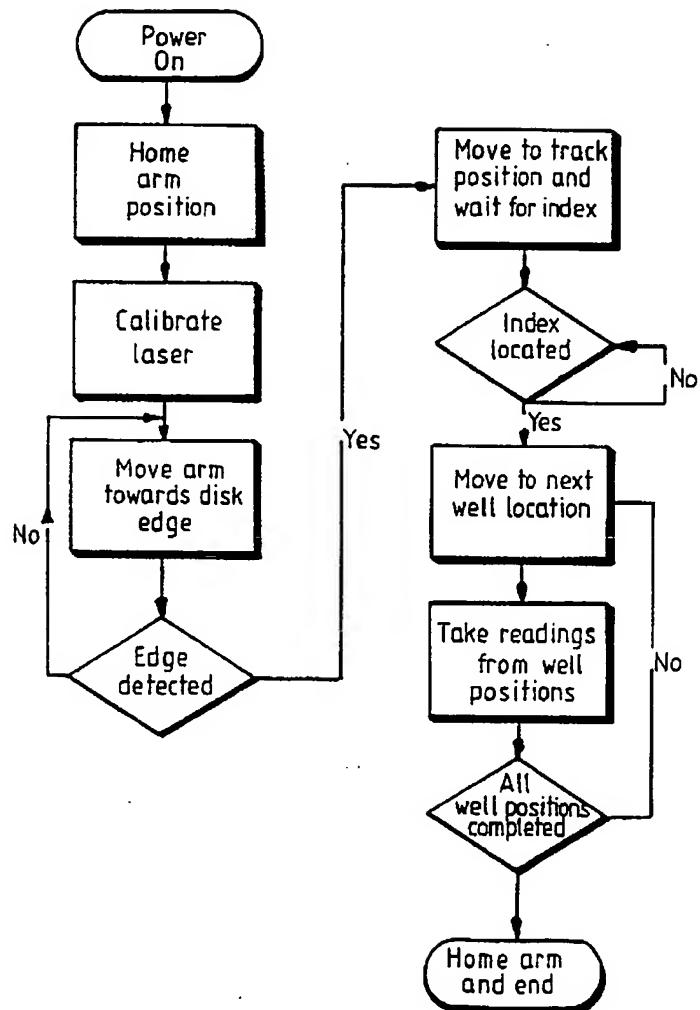 Power
On
Home
arm
position
Calibrate
laser
Move arm
towards disk
edge
No
Edge
detected
Yes
Move to track
position and
wait for index
Index
located
No
Yes
Move to next
well location
Take readings
from well
positions
No
All
well positions
completed
Home arm
and end